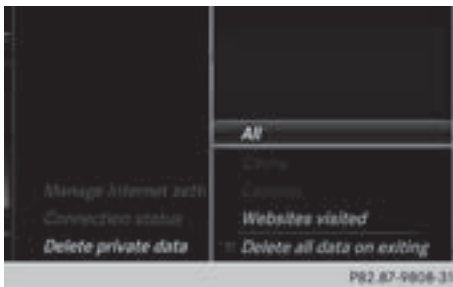 All
Cache
Cookies
Manage Internet sett
Connection status
Websites visited
Delete private data
Delete all data on exiting
P82.87-9808-31